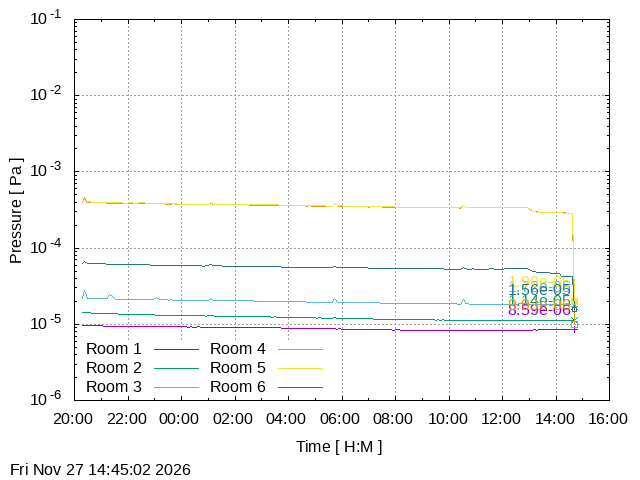 10^-1
10^-2
10^-3
10^-4
10^-5
10^-6
Pressure [ Pa ]
1.56e-05
8.59e-06
Room 1 Room 4
Room 2 Room 5
Room 3 Room 6
20:00 22:00 00:00 02:00 04:00 06:00 08:00 10:00 12:00 14:00 16:00
Time [ H:M ]
Fri Nov 27 14:45:02 2026